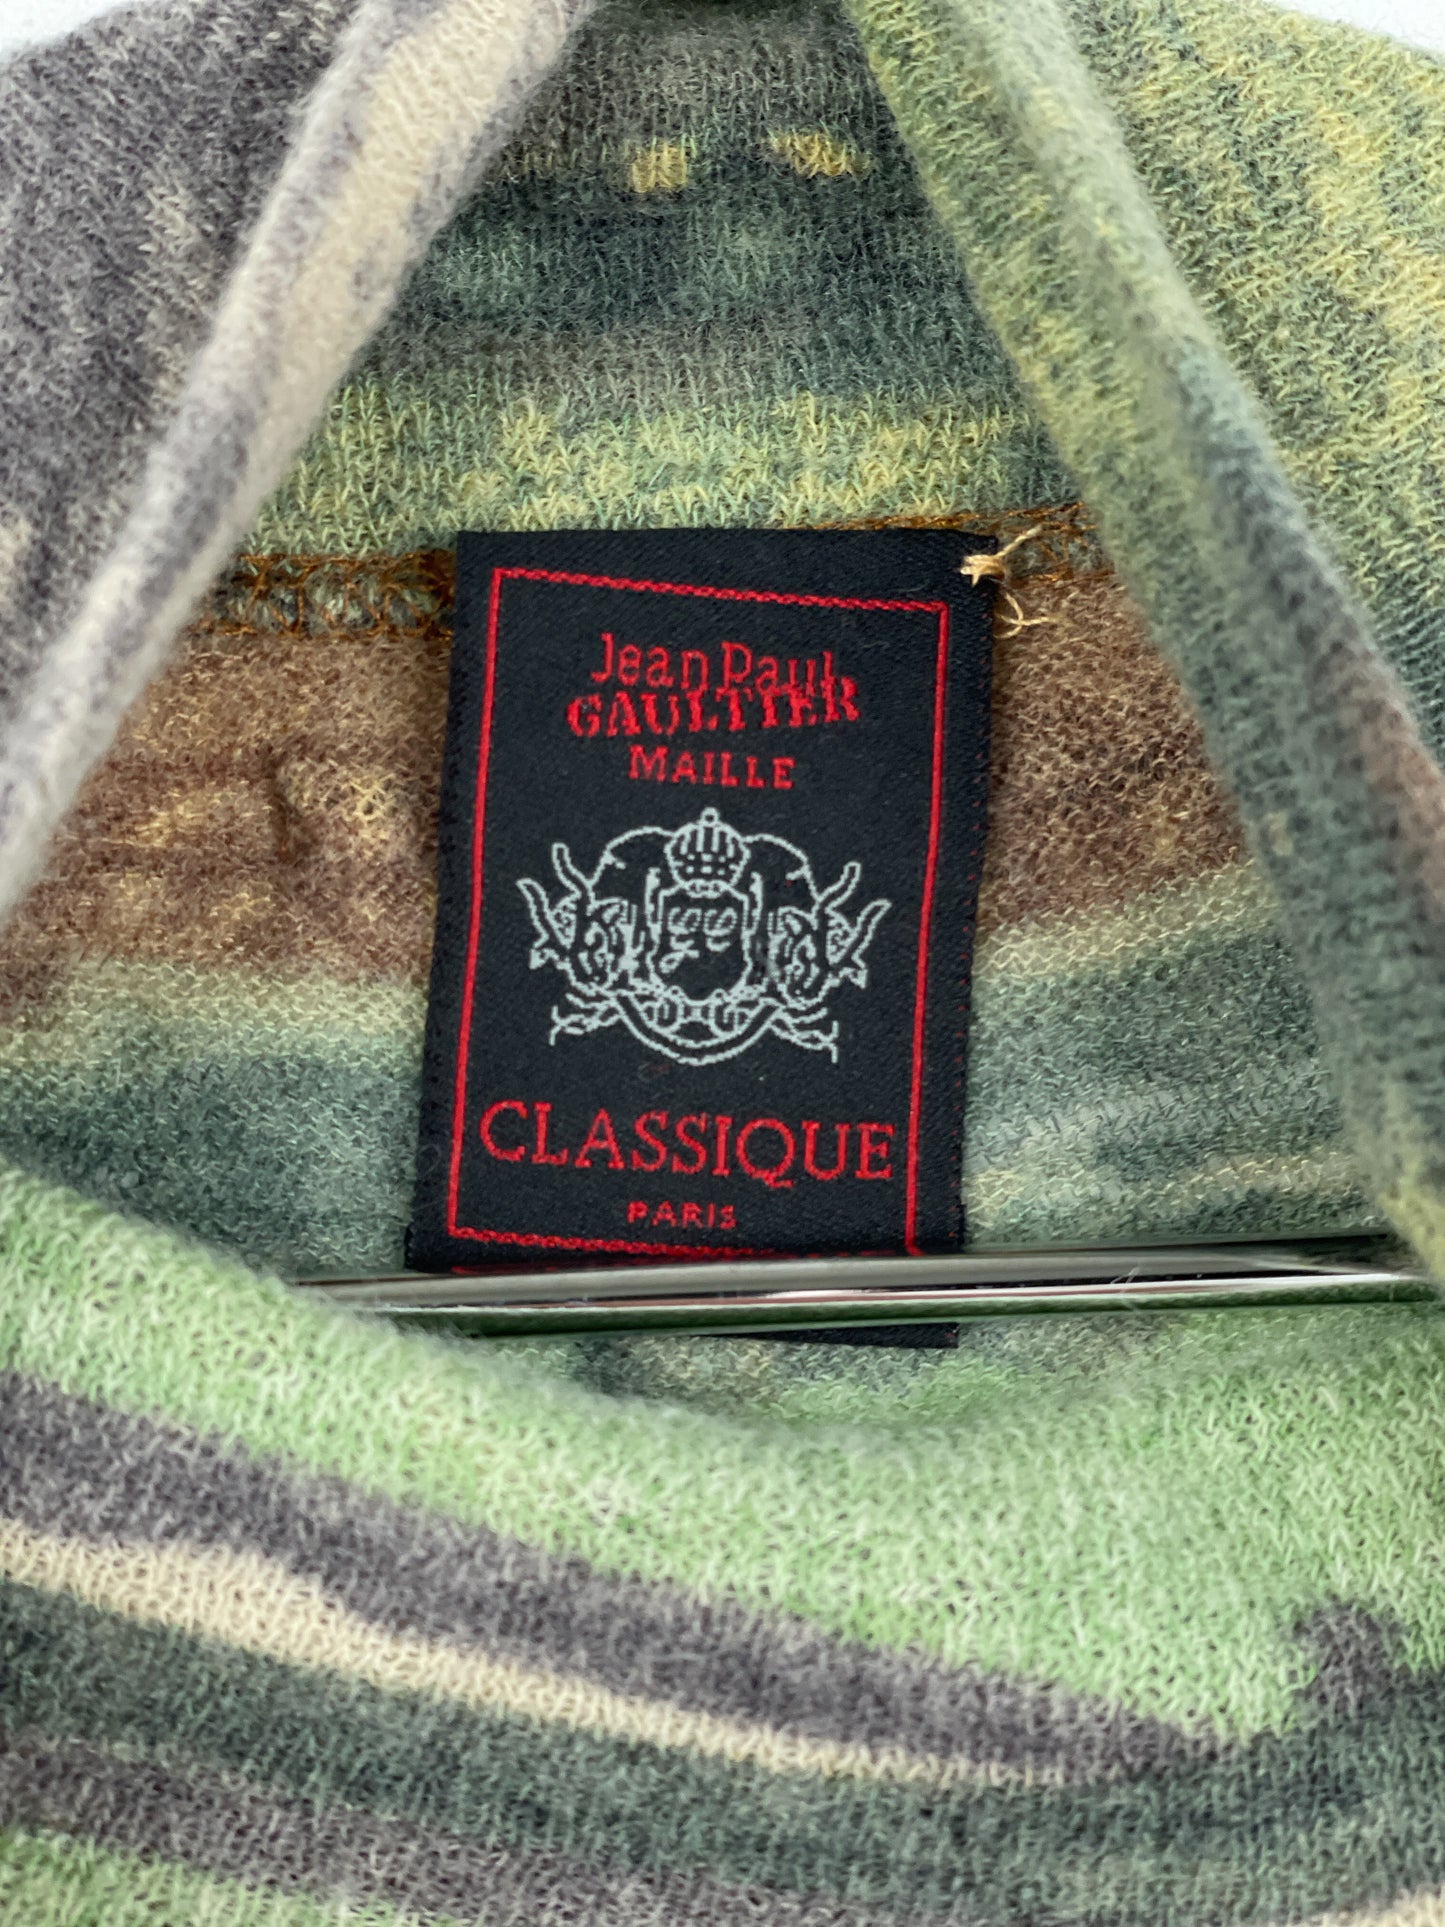 Jean Paul
GAULTIER
MAILLE
CLASSIQUE
PARIS